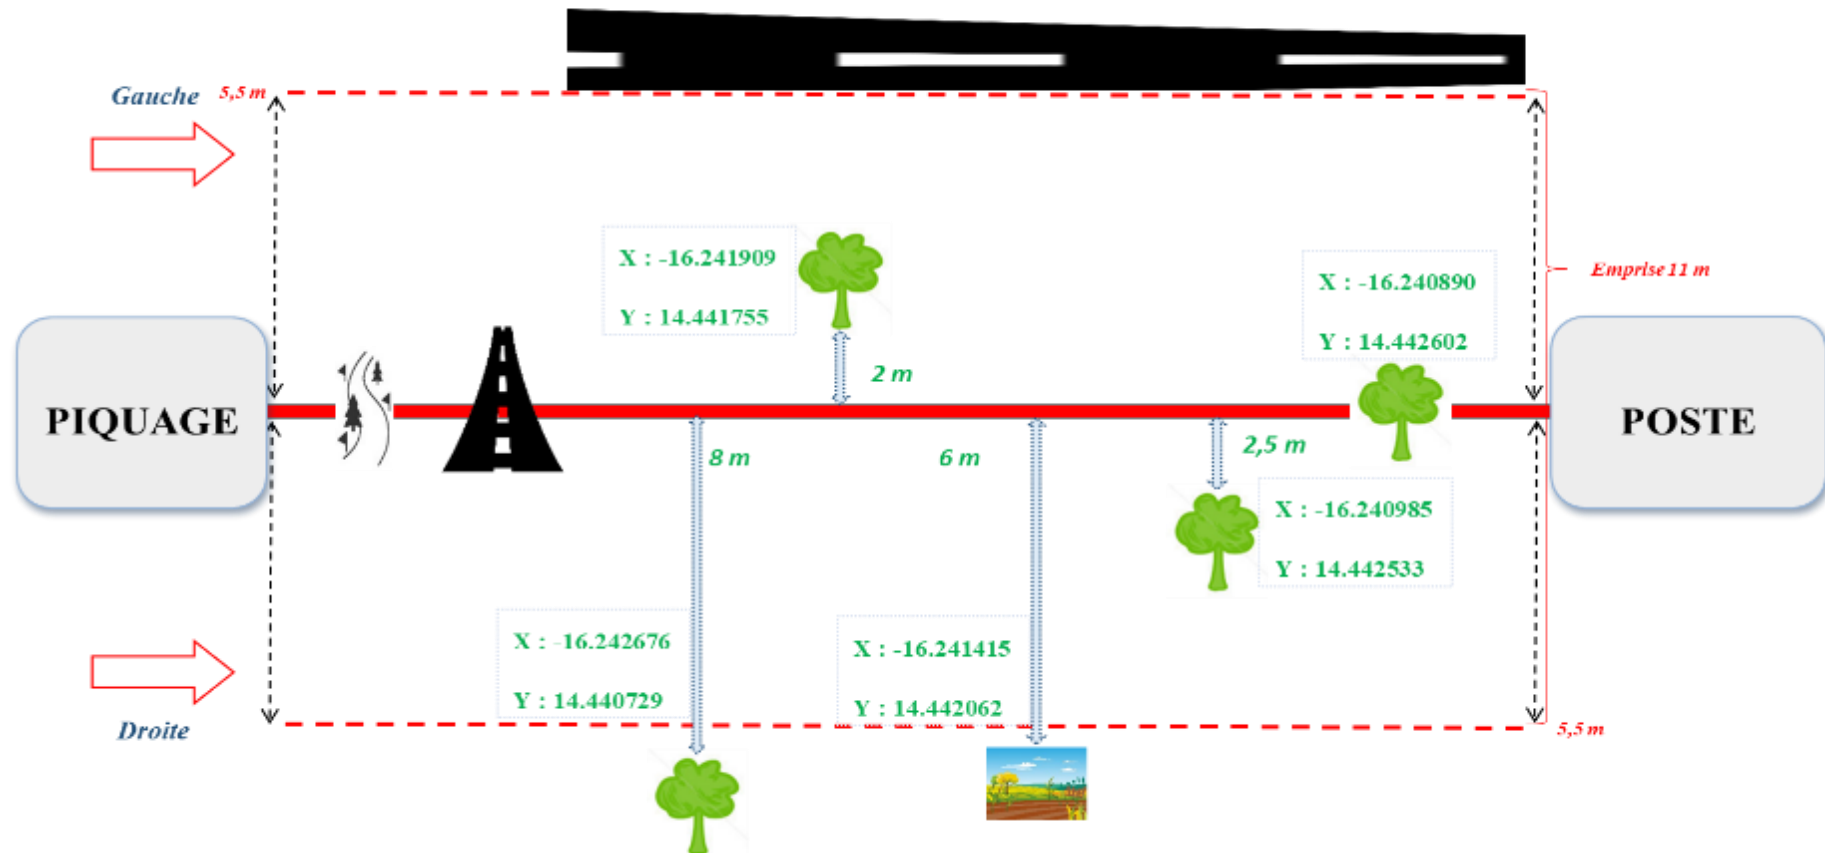 Gauche
5,5 m
X : -16.241909
Y : 14.441755
X : -16.240890
Y : 14.442602
Emprise 11 m
2 m
PIQUAGE
POSTE
8 m
6 m
2,5 m
X : -16.240985
Y : 14.442533
X : -16.242676
Y : 14.440729
X : -16.241415
Y : 14.442062
Droite
5,5 m